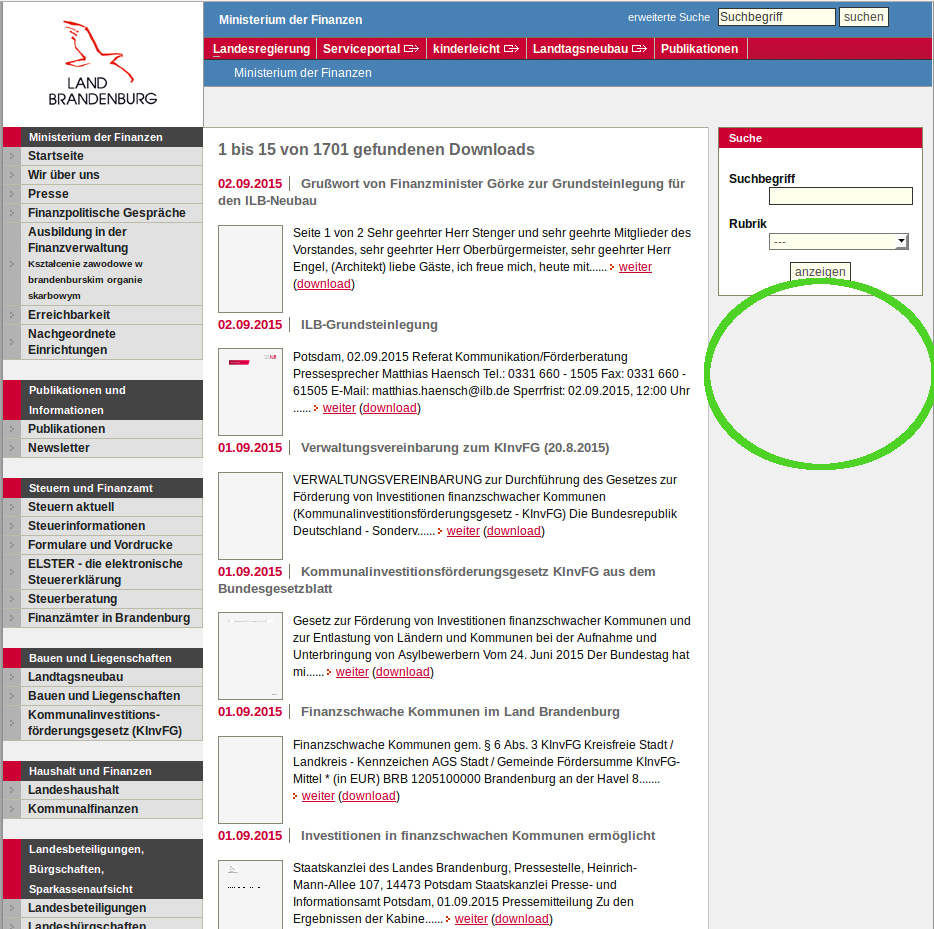 LAND
BRANDENBURG
Ministerium der Finanzen
erweiterte Suche
Suchbegriff
suchen
Landesregierung
Serviceportal
kinderleicht
Landtagsneubau
Publikationen
Ministerium der Finanzen
Ministerium der Finanzen
Startseite
Wir über uns
Presse
Finanzpolitische Gespräche
Ausbildung in der
Finanzverwaltung
Kształcenie zawodowe w
brandenburskim organie
skarbowym
Erreichbarkeit
Nachgeordnete
Einrichtungen
Publikationen und
Informationen
Publikationen
Newsletter
Steuern und Finanzamt
Steuern aktuell
Steuerinformationen
Formulare und Vordrucke
ELSTER - die elektronische
Steuererklärung
Steuerberatung
Finanzämter in Brandenburg
Bauen und Liegenschaften
Landtagsneubau
Bauen und Liegenschaften
Kommunalinvestitions-
förderungsgesetz (KInvFG)
Haushalt und Finanzen
Landeshaushalt
Kommunalfinanzen
Landesbeteiligungen,
Bürgschaften,
Sparkassenaufsicht
Landesbeteiligungen
Landesbürgschaften
1 bis 15 von 1701 gefundenen Downloads
02.09.2015 | Grußwort von Finanzminister Görke zur Grundsteinlegung für
den ILB-Neubau
Seite 1 von 2 Sehr geehrter Herr Stenger und sehr geehrte Mitglieder des
Vorstandes, sehr geehrter Herr Oberbürgermeister, sehr geehrter Herr
Engel, (Architekt) liebe Gäste, ich freue mich, heute mit...... weiter
(download)
02.09.2015 | ILB-Grundsteinlegung
Potsdam, 02.09.2015 Referat Kommunikation/Förderberatung
Pressesprecher Matthias Haensch Tel.: 0331 660 - 1505 Fax: 0331 660 -
61505 E-Mail: matthias.haensch@ilb.de Sperrfrist: 02.09.2015, 12:00 Uhr
...... weiter (download)
01.09.2015 | Verwaltungsvereinbarung zum KInvFG (20.8.2015)
VERWALTUNGSVEREINBARUNG zur Durchführung des Gesetzes zur
Förderung von Investitionen finanzschwacher Kommunen
(Kommunalinvestitionsförderungsgesetz - KInvFG) Die Bundesrepublik
Deutschland - Sonderv...... weiter (download)
01.09.2015 | Kommunalinvestitionsförderungsgesetz KInvFG aus dem
Bundesgesetzblatt
Gesetz zur Förderung von Investitionen finanzschwacher Kommunen und
zur Entlastung von Ländern und Kommunen bei der Aufnahme und
Unterbringung von Asylbewerbern Vom 24. Juni 2015 Der Bundestag hat
mi...... weiter (download)
01.09.2015 | Finanzschwache Kommunen im Land Brandenburg
Finanzschwache Kommunen gem. § 6 Abs. 3 KInvFG Kreisfreie Stadt /
Landkreis - Kennzeichen AGS Stadt / Gemeinde Fördersumme KInvFG-
Mittel * (in EUR) BRB 1205100000 Brandenburg an der Havel 8.......
weiter (download)
01.09.2015 | Investitionen in finanzschwachen Kommunen ermöglicht
Staatskanzlei des Landes Brandenburg, Pressestelle, Heinrich-
Mann-Allee 107, 14473 Potsdam Staatskanzlei Presse- und
Informationsamt Potsdam, 01.09.2015 Pressemitteilung Zu den
Ergebnissen der Kabine...... weiter (download)
Suche
Suchbegriff
Rubrik
---
anzeigen